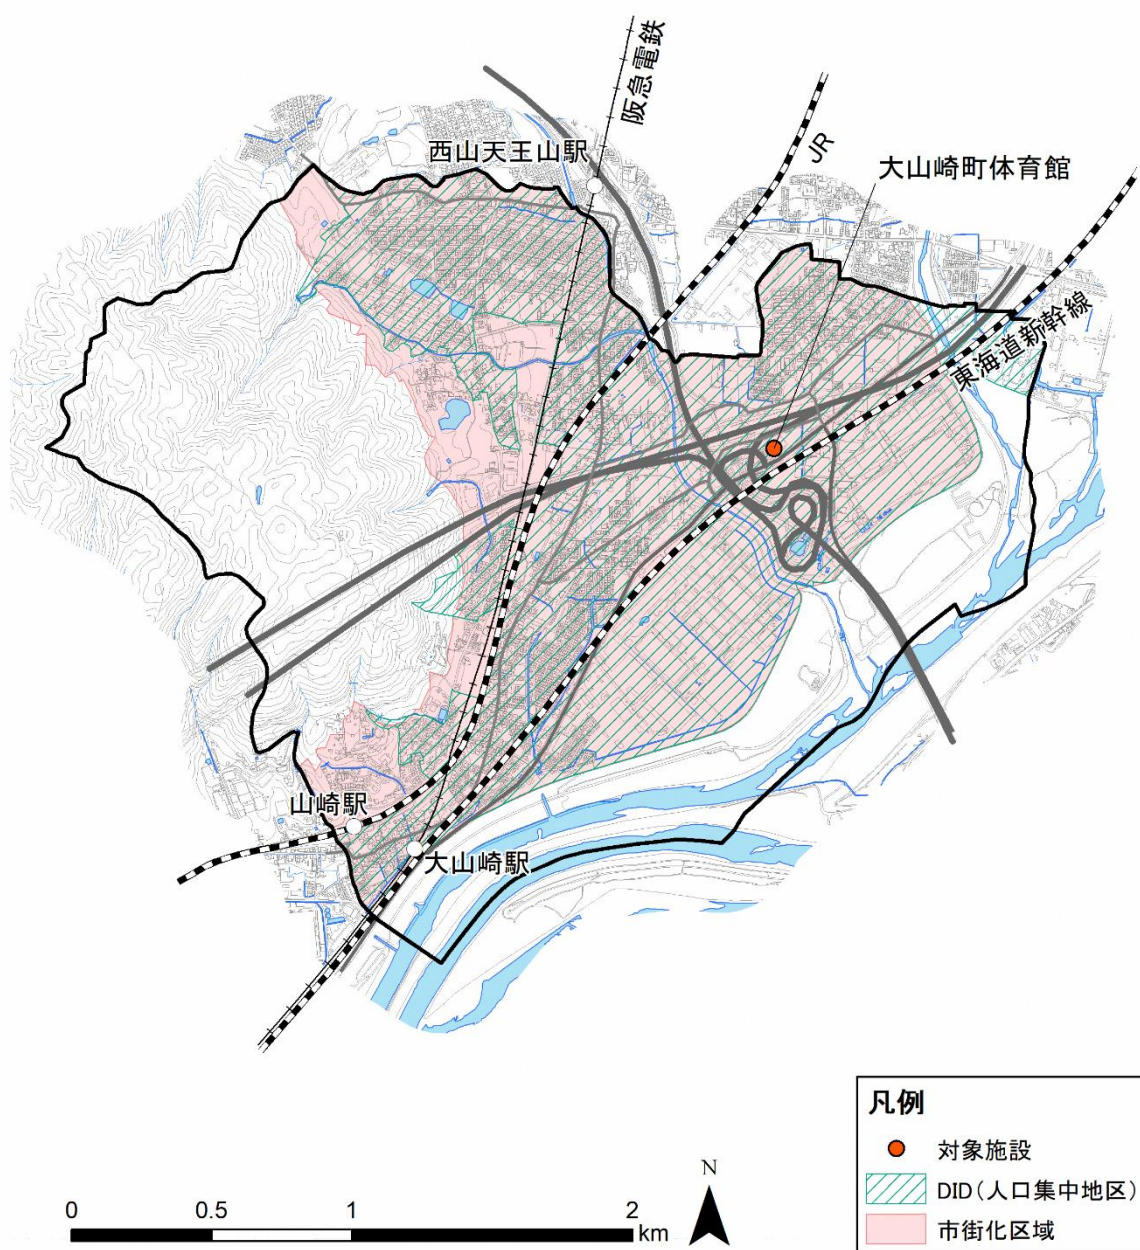 阪急電鉄
西山天王山駅
JR
大山崎町体育館
東海道新幹線
山崎駅
大山崎駅
凡例
対象施設
DID（人口集中地区）
市街化区域
N
0 0.5 1 2
km